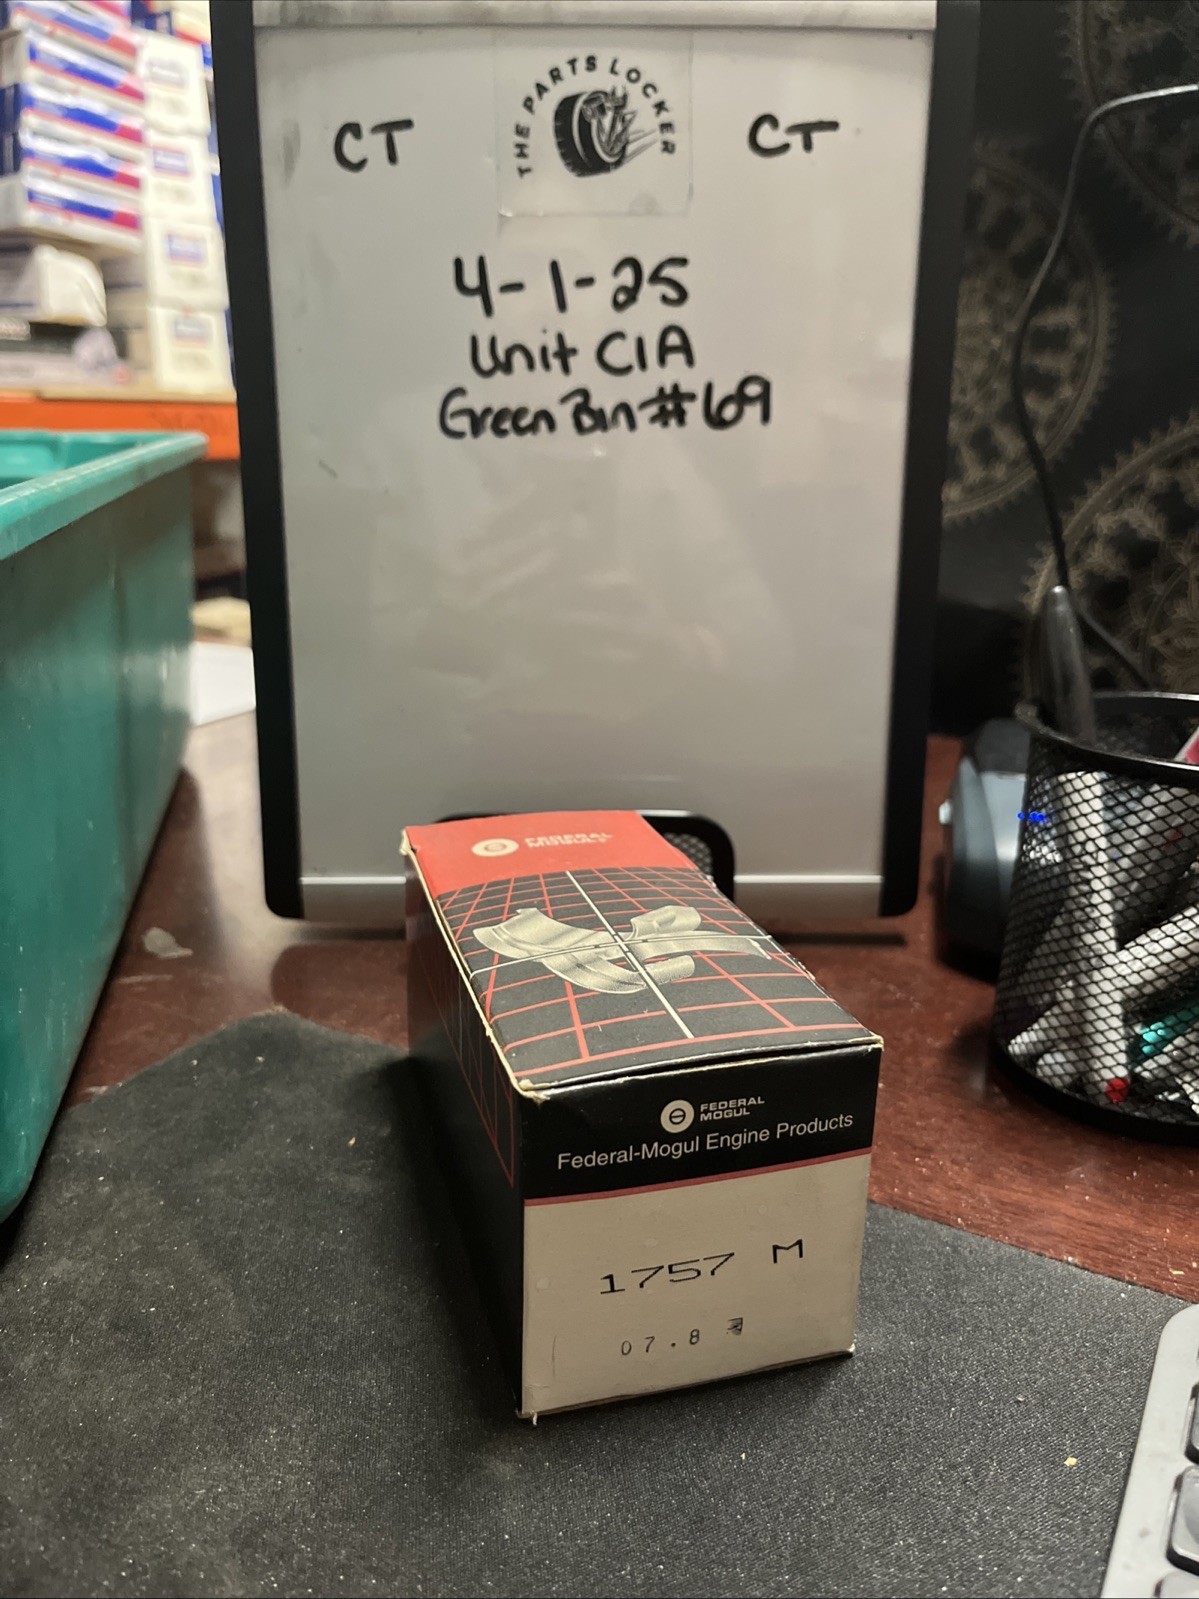 THE PARTS LOCKER
CT
CT
4-1-25
Unit C1A
Green Bin #69
FEDERAL
MOGUL
FEDERAL
MOGUL
Federal-Mogul Engine Products
1757 M
07.8